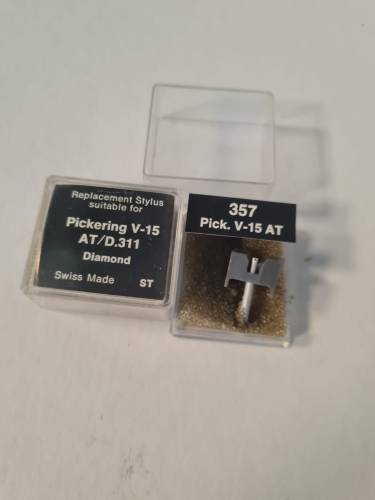 Replacement Stylus
suitable for
Pickering V-15
AT/D.311
Diamond
Swiss Made ST
357
Pick. V-15 AT